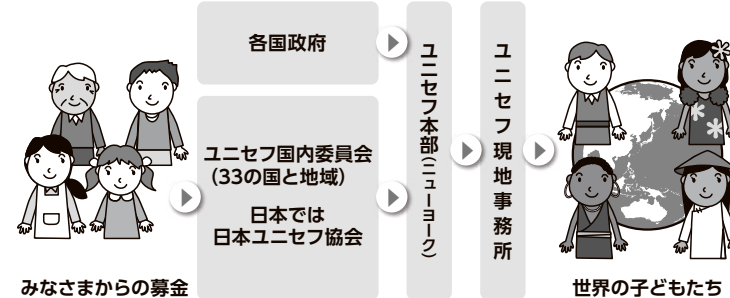 各国政府
ユニセフ国内委員会
（33の国と地域）
日本では
日本ユニセフ協会
ユニセフ本部（ニューヨーク）
ユニセフ現地事務所
みなさまからの募金
世界の子どもたち